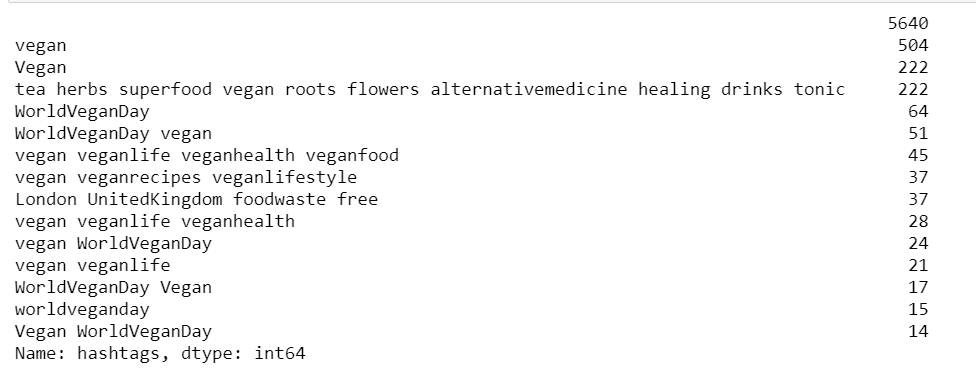 5640
vegan 504
Vegan 222
tea herbs superfood vegan roots flowers alternativemedicine healing drinks tonic 222
WorldVeganDay 64
WorldVeganDay vegan 51
vegan veganlife veganhealth veganfood 45
vegan veganrecipes veganlifestyle 37
London UnitedKingdom foodwaste free 37
vegan veganlife veganhealth 28
vegan WorldVeganDay 24
vegan veganlife 21
WorldVeganDay Vegan 17
worldveganday 15
Vegan WorldVeganDay 14
Name: hashtags, dtype: int64